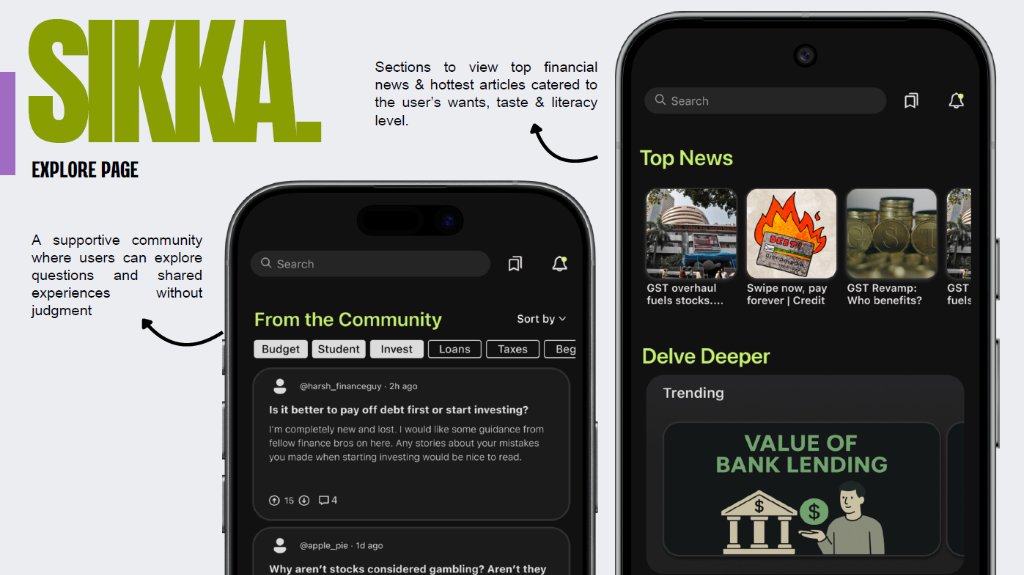 SIKKA.
EXPLORE PAGE
Sections to view top financial
news & hottest articles catered to
the user's wants, taste & literacy
level.
A supportive community
where users can explore
questions and shared
experiences without
judgment
Search
From the Community
Sort by
Budget Student Invest Loans Taxes Beg
@harsh_financeguy · 2h ago
Is it better to pay off debt first or start investing?
I'm completely new and lost. I would like some guidance from
fellow finance bros on here. Any stories about your mistakes
you made when starting investing would be nice to read.
15 4
@apple_pie · 1d ago
Why aren't stocks considered gambling? Aren't they
Search
Top News
GST overhaul
fuels stocks....
Swipe now, pay
forever | Credit
GST Revamp:
Who benefits?
GST
fuels
Delve Deeper
Trending
VALUE OF
BANK LENDING
$
$